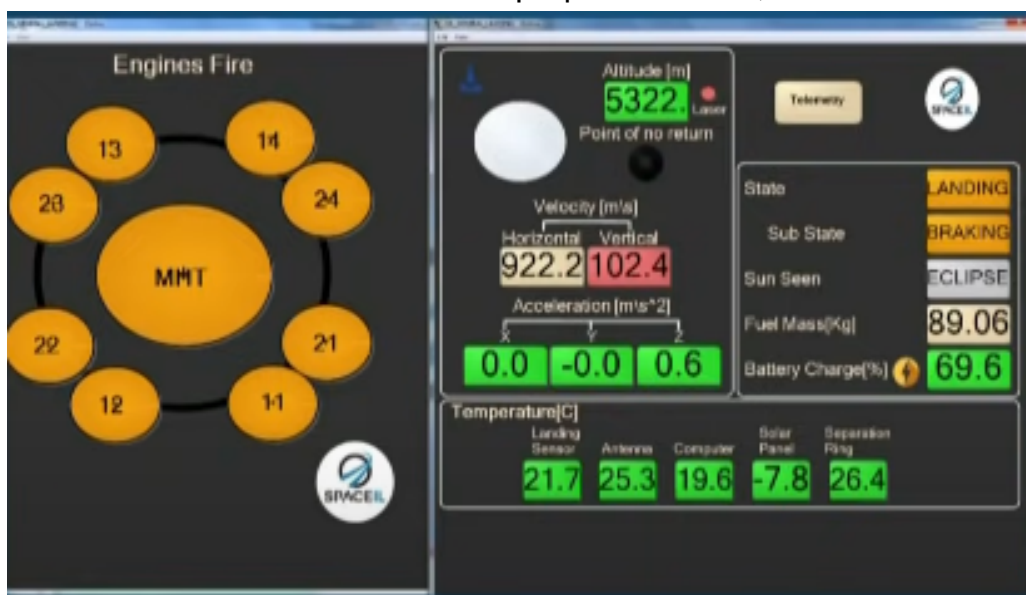 Engines Fire
13
14
23
24
MMT
22
21
12
11
SPACEIL
Altitude [m]
5322.
Laser
Point of no return
Velocity [m\s]
Horizontal Vertical
922.2 102.4
Acceleration [m\s^2]
X Y Z
0.0 -0.0 0.6
Telemetry
SPACEIL
State LANDING
Sub State BRAKING
Sun Seen ECLIPSE
Fuel Mass[Kg] 89.06
Battery Charge[%] 69.6
Temperature[C]
Landing Sensor Antenna Computer Solar Panel Separation Ring
21.7 25.3 19.6 -7.8 26.4